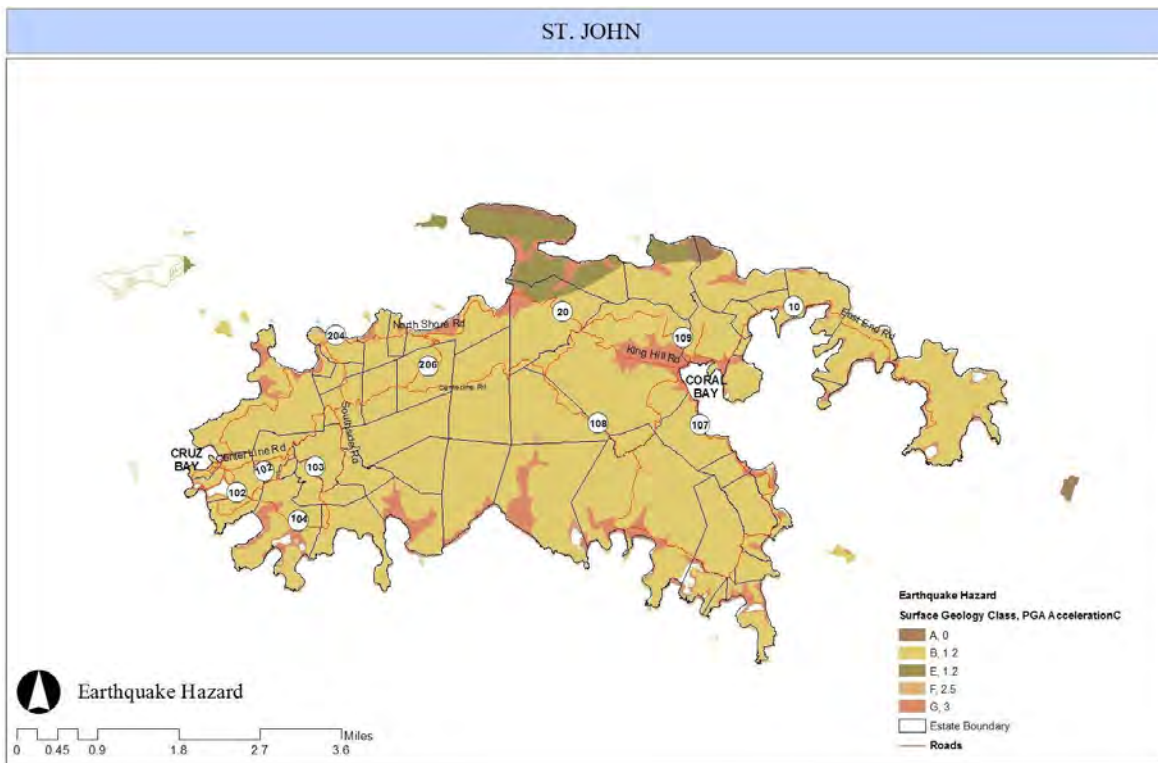 ST. JOHN
204
North Shore Rd
206
Centerline Rd
20
10
East End Rd
109
King Hill Rd
CORAL
BAY
108
107
Southside Rd
CRUZ
BAY
Center Line Rd
102
103
102
104
Earthquake Hazard
Surface Geology Class, PGA AccelerationC
A, 0
B, 1.2
E, 1.2
F, 2.5
G, 3
Estate Boundary
Roads
Earthquake Hazard
Miles
0 0.45 0.9 1.8 2.7 3.6